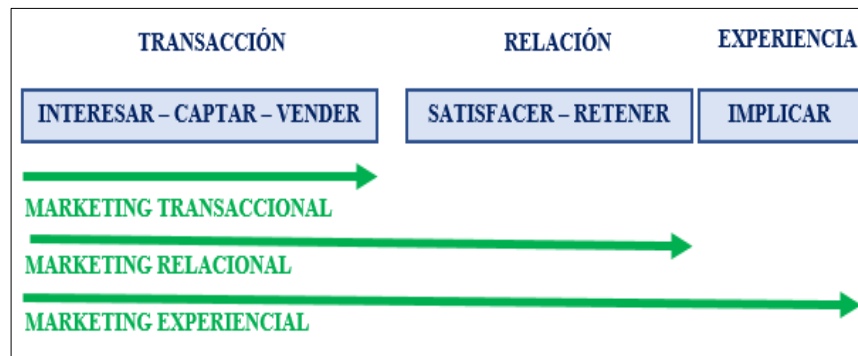 TRANSACCIÓN
RELACIÓN
EXPERIENCIA
INTERESAR – CAPTAR – VENDER
SATISFACER – RETENER
IMPLICAR
MARKETING TRANSACCIONAL
MARKETING RELACIONAL
MARKETING EXPERIENCIAL